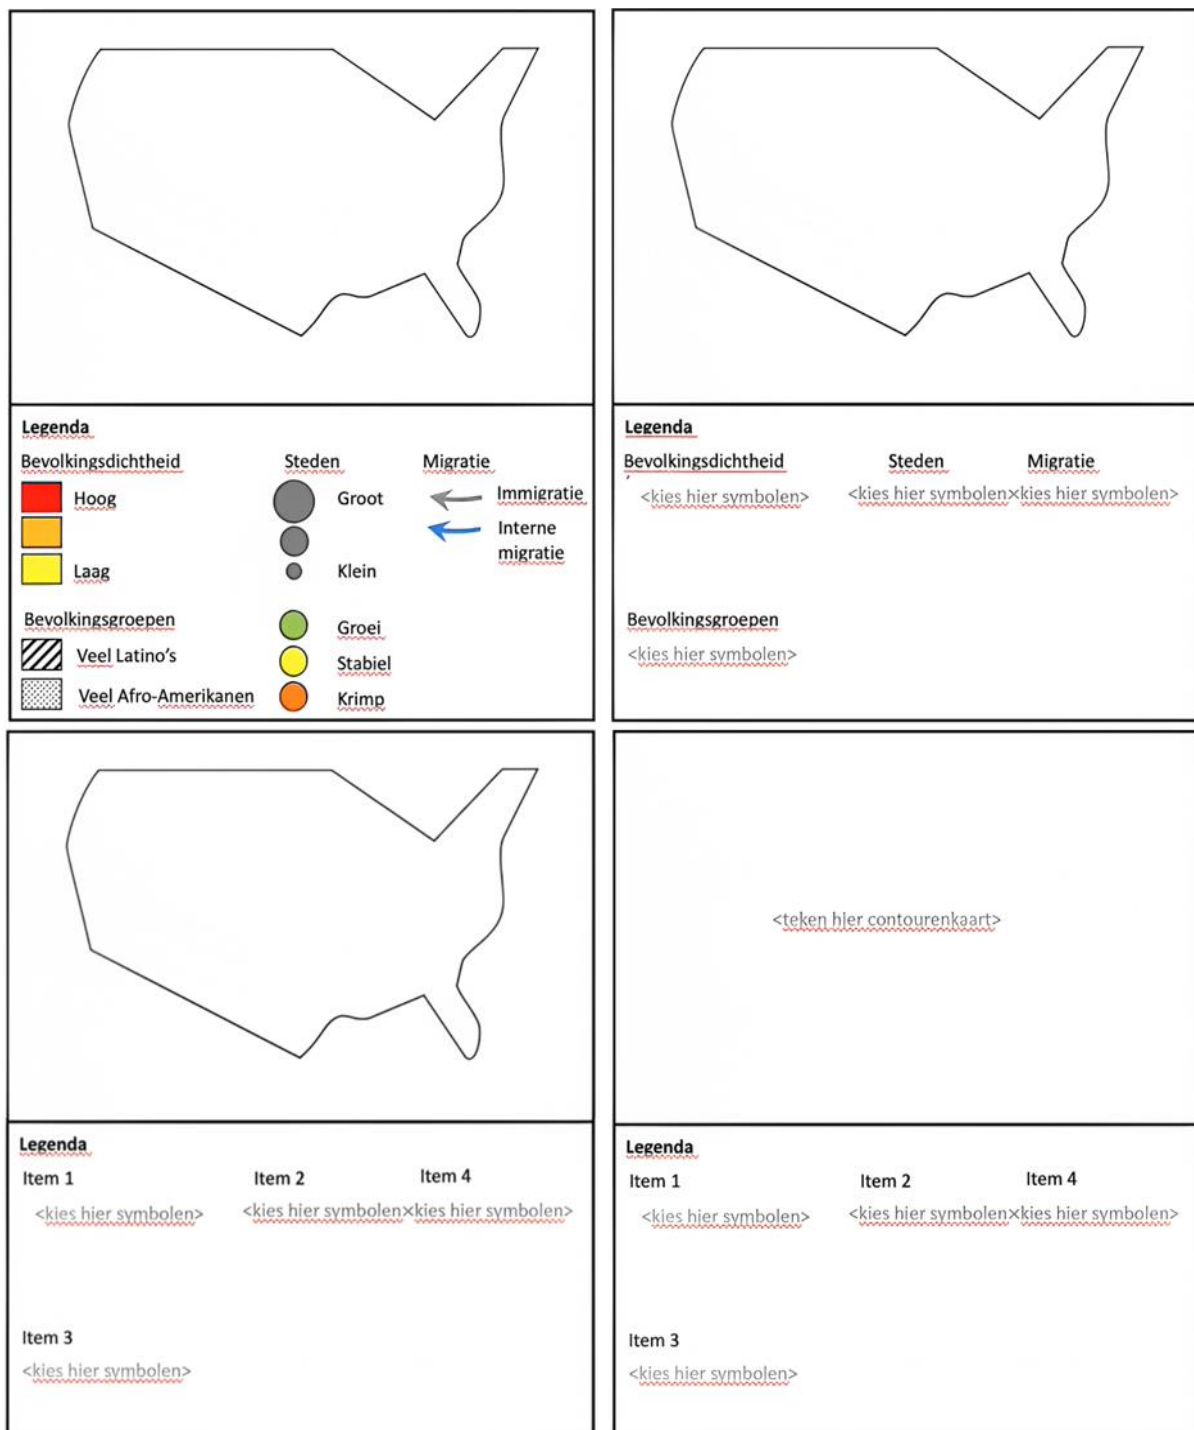 Legenda
Bevolkingsdichtheid
Hoog
Laag
Bevolkingsgroepen
Veel Latino's
Veel Afro-Amerikanen
Steden
Groot
Klein
Groei
Stabiel
Krimp
Migratie
Immigratie
Interne
migratie
Legenda
Bevolkingsdichtheid
<kies hier symbolen>
Steden
<kies hier symbolen>
Migratie
<kies hier symbolen>
Bevolkingsgroepen
<kies hier symbolen>
Legenda
Item 1
<kies hier symbolen>
Item 2
<kies hier symbolen>
Item 4
<kies hier symbolen>
Item 3
<kies hier symbolen>
<teken hier contourenkaart>
Legenda
Item 1
<kies hier symbolen>
Item 2
<kies hier symbolen>
Item 4
<kies hier symbolen>
Item 3
<kies hier symbolen>